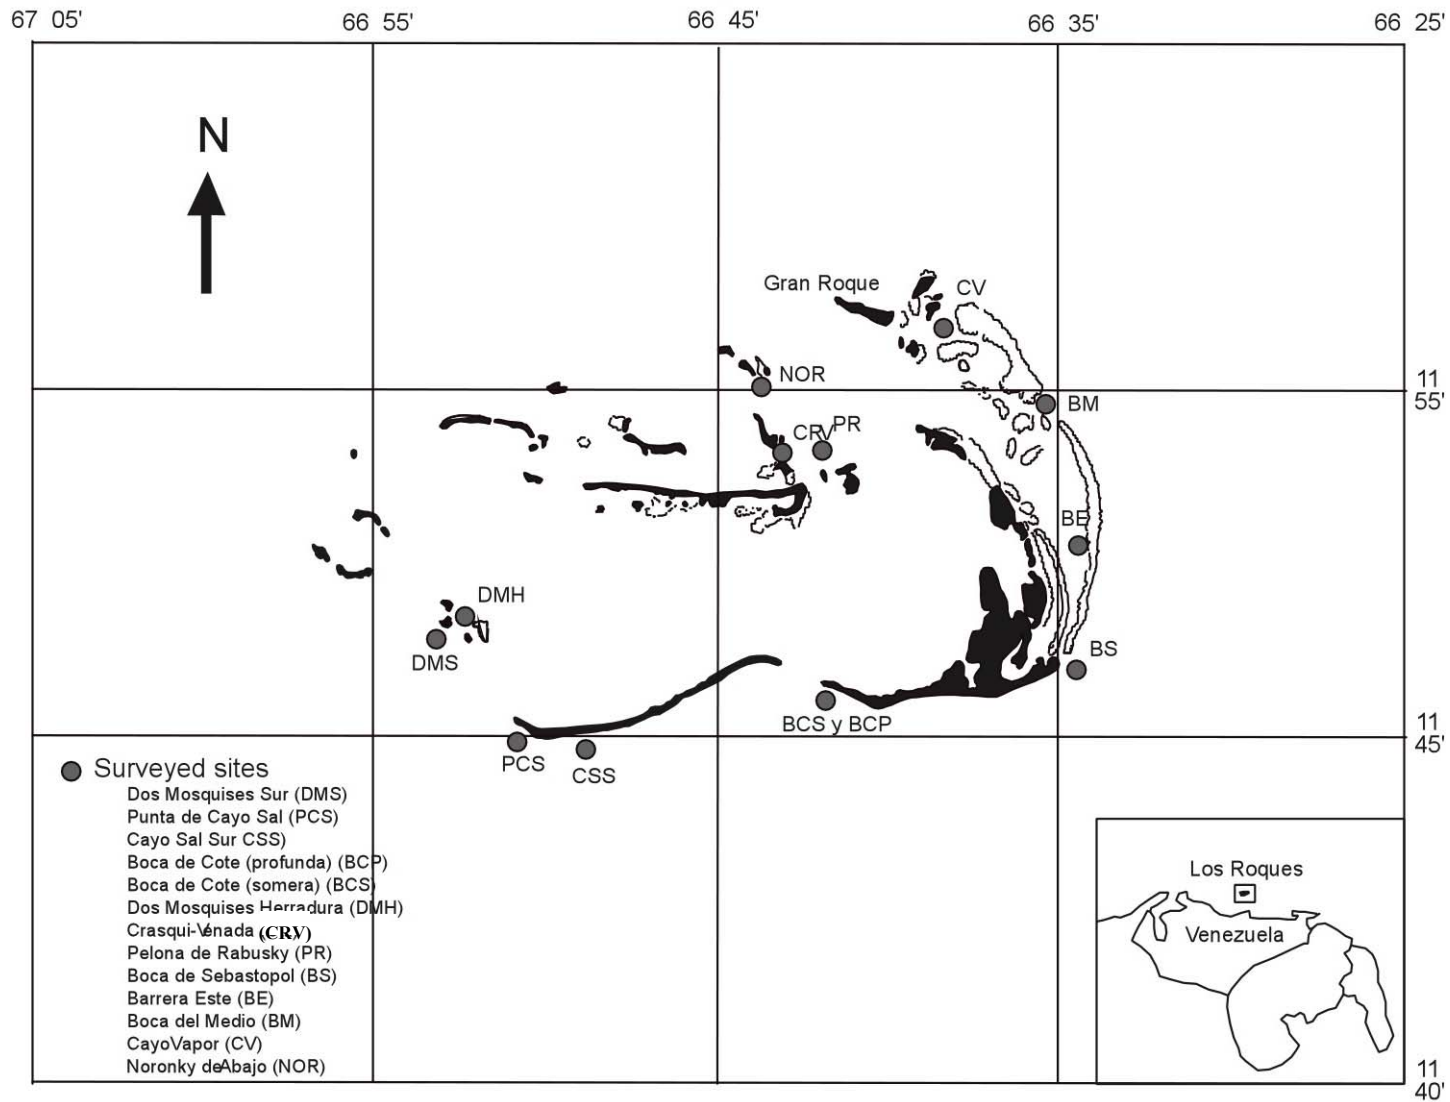 67 05' 66 55' 66 45' 66 35' 66 25'
N
Gran Roque
CV
NOR
11
55'
BM
CRV
PR
BE
DMH
DMS
BS
BCS y BCP
11
45'
PCS
CSS
Surveyed sites
Dos Mosquises Sur (DMS)
Punta de Cayo Sal (PCS)
Cayo Sal Sur CSS)
Boca de Cote (profunda) (BCP)
Boca de Cote (somera) (BCS)
Dos Mosquises Herradura (DMH)
Crasqui-Vénada (CRV)
Pelona de Rabusky (PR)
Boca de Sebastopol (BS)
Barrera Este (BE)
Boca del Medio (BM)
CayoVapor (CV)
Noronky deAbajo (NOR)
Los Roques
Venezuela
11
40'